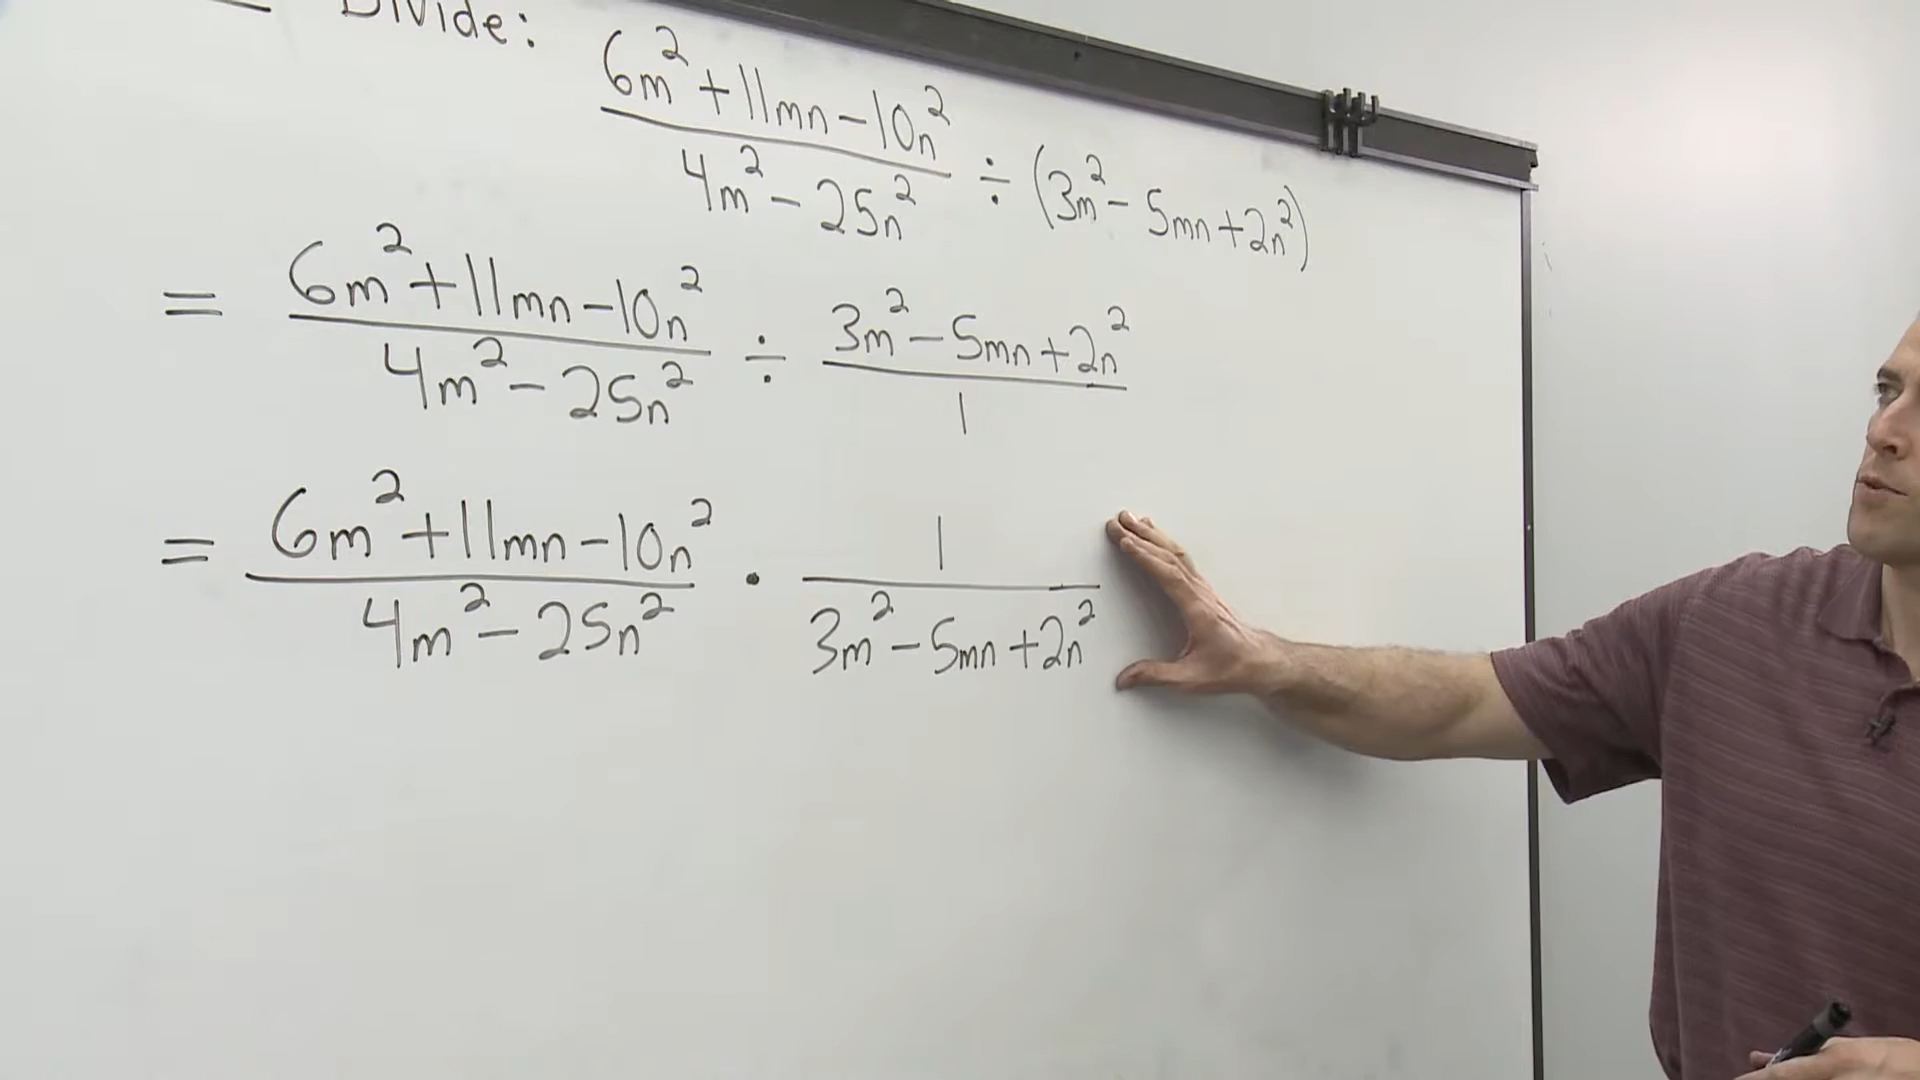 Divide:
6m² + 11mn - 10n² / 4m² - 25n² ÷ (3m² - 5mn + 2n²)
= 6m² + 11mn - 10n² / 4m² - 25n² ÷ 3m² - 5mn + 2n² / 1
= 6m² + 11mn - 10n² / 4m² - 25n² · 1 / 3m² - 5mn + 2n²